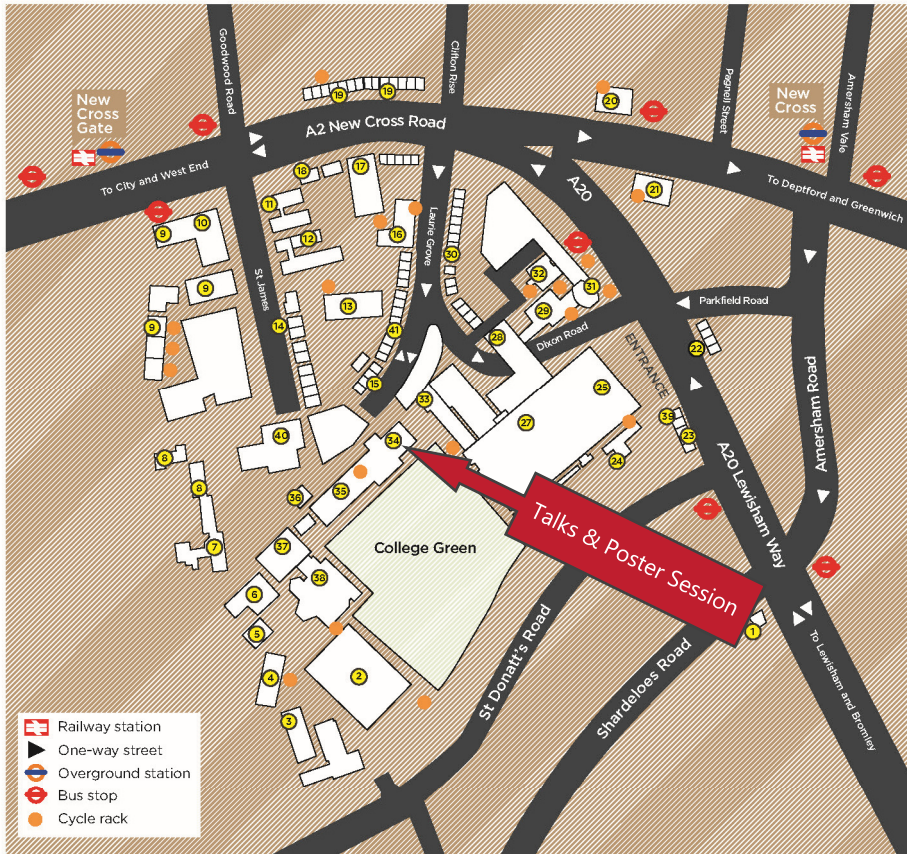 Goodwood Road
Clifton Rise
Pagnell Street
Amersham Vale
New
Cross
Gate
New
Cross
19
19
20
A2 New Cross Road
To City and West End
To Deptford and Greenwich
A20
18
17
21
11
10
9
16
12
Laurie Grove
30
32
31
9
St James
13
29
Parkfield Road
9
14
41
28
Dixon Road
22
ENTRANCE
15
33
25
27
39
23
40
34
24
8
8
35
36
A20 Lewisham Way
Amersham Road
7
37
College Green
Talks & Poster Session
38
6
5
1
St Donatt's Road
Shardeloes Road
To Lewisham and Bromley
4
2
3
Railway station
One-way street
Overground station
Bus stop
Cycle rack